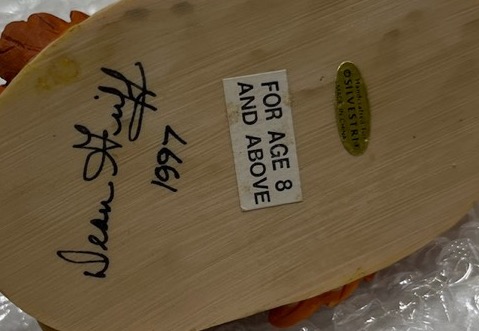 Dean Griff
1997
FOR AGE 8
AND ABOVE
©SILVESTRI®